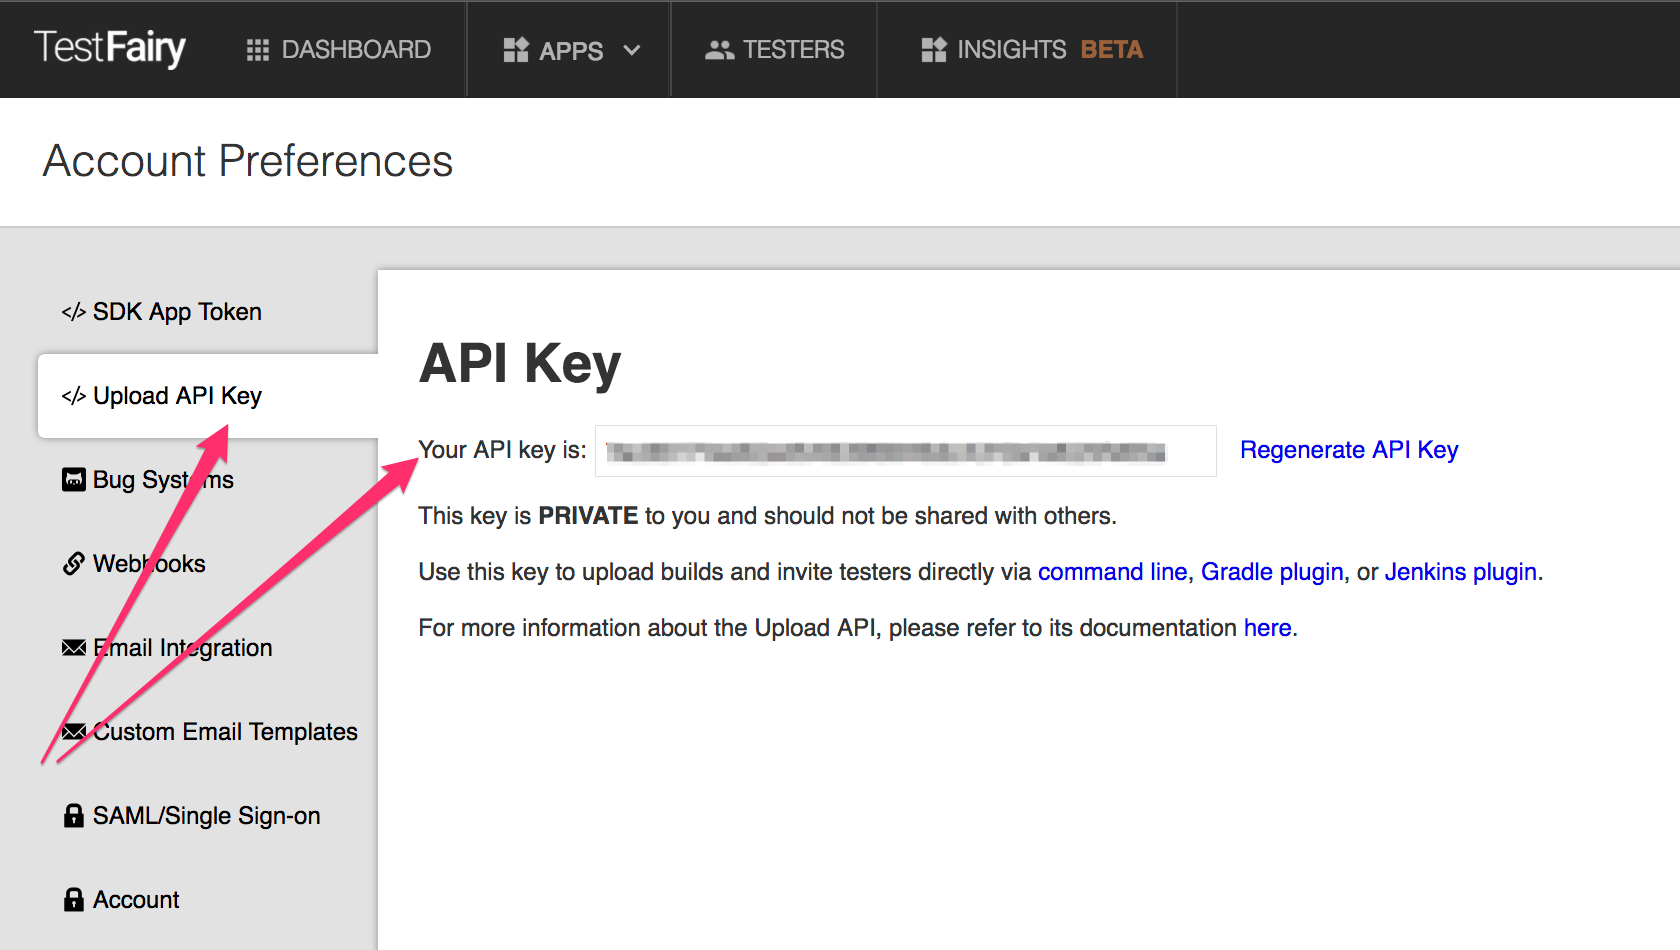 TestFairy
DASHBOARD
APPS
TESTERS
INSIGHTS BETA
Account Preferences
</> SDK App Token
</> Upload API Key
Bug Systems
Webhooks
Email Integration
Custom Email Templates
SAML/Single Sign-on
Account
API Key
Your API key is:
Regenerate API Key
This key is PRIVATE to you and should not be shared with others.
Use this key to upload builds and invite testers directly via command line, Gradle plugin, or Jenkins plugin.
For more information about the Upload API, please refer to its documentation here.